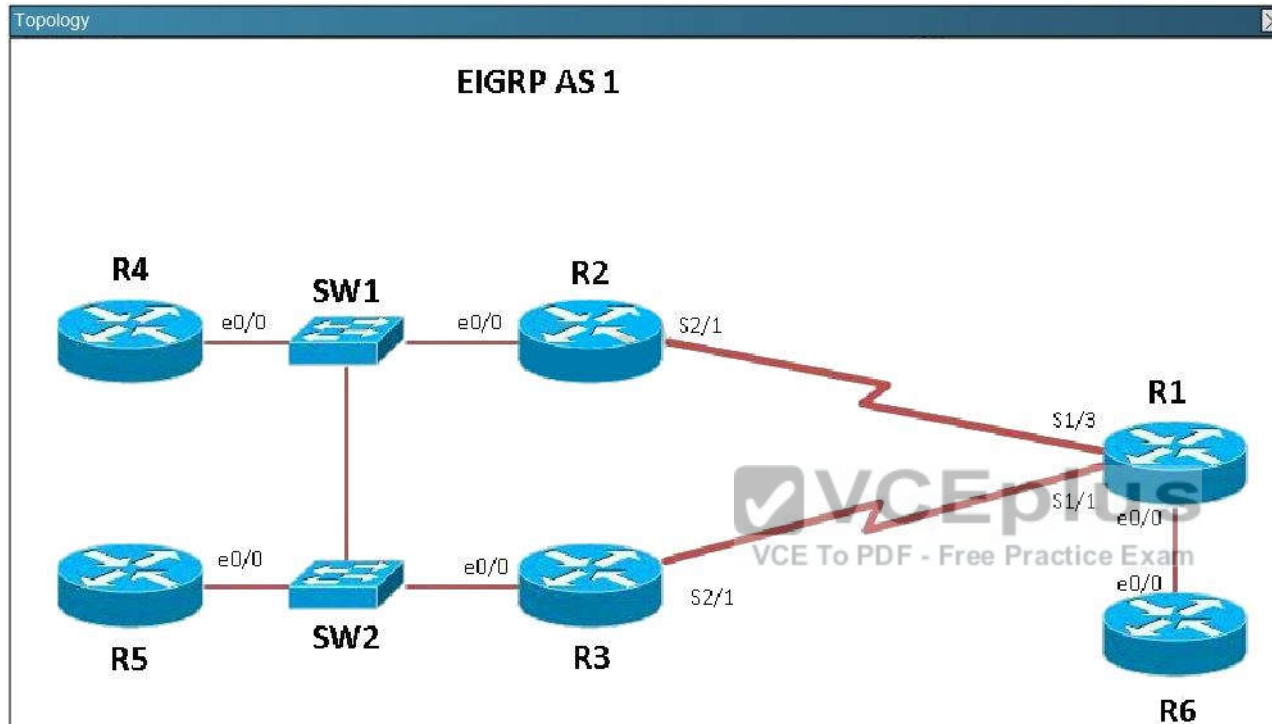 Topology
EIGRP AS 1
R4
SW1
R2
e0/0
e0/0
S2/1
R1
S1/3
S1/1
VCEplus
VCE To PDF - Free Practice Exam
e0/0
e0/0
e0/0
e0/0
S2/1
R5
SW2
R3
R6